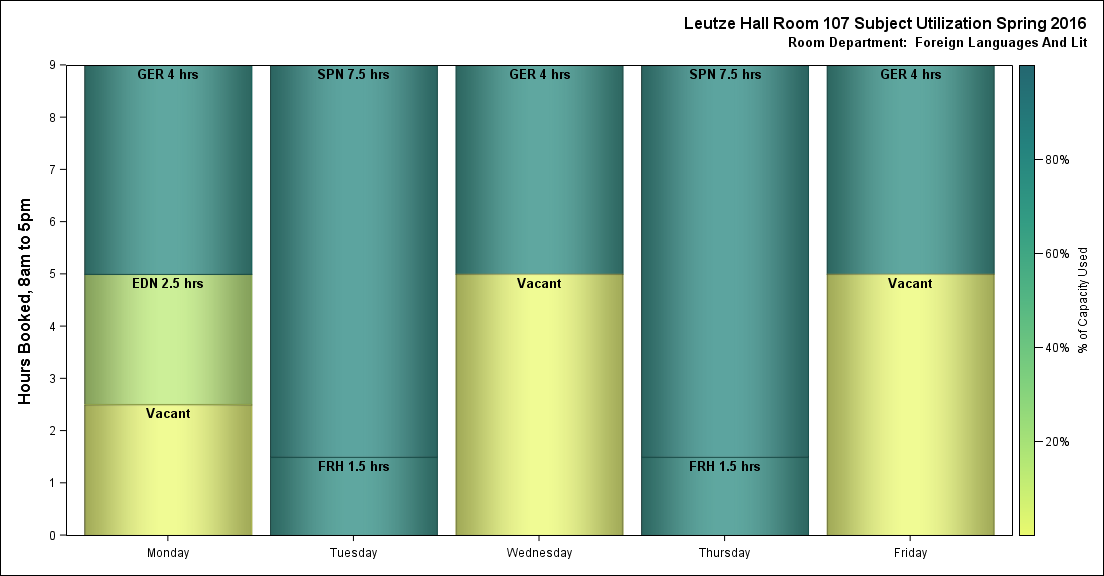 Leutze Hall Room 107 Subject Utilization Spring 2016
Room Department:  Foreign Languages And Lit
Hours Booked, 8am to 5pm
9
8
7
6
5
4
3
2
1
0
GER 4 hrs
EDN 2.5 hrs
Vacant
SPN 7.5 hrs
FRH 1.5 hrs
GER 4 hrs
Vacant
SPN 7.5 hrs
FRH 1.5 hrs
GER 4 hrs
Vacant
Monday
Tuesday
Wednesday
Thursday
Friday
80%
60%
40%
20%
% of Capacity Used